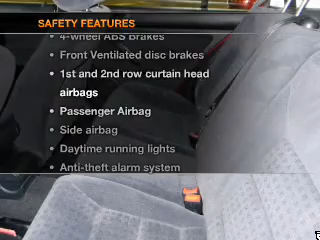 SAFETY FEATURES
• 4-wheel ABS Brakes
• Front Ventilated disc brakes
• 1st and 2nd row curtain head
airbags
• Passenger Airbag
• Side airbag
• Daytime running lights
• Anti-theft alarm system